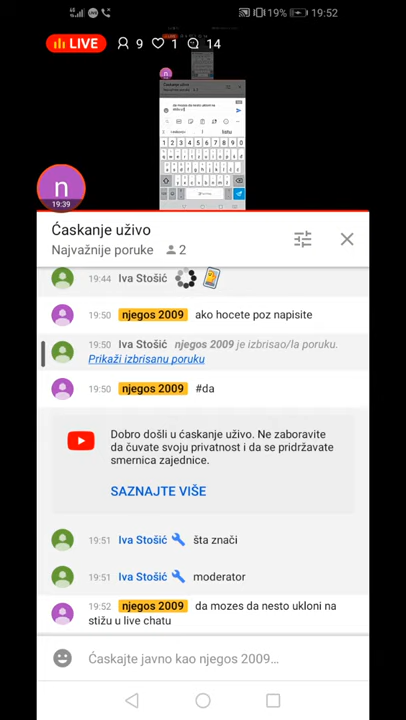 19% 19:52
LIVE 9 1 14
Ćaskanje uživo
n
19:39
Ćaskanje uživo
Najvažnije poruke 2
19:44 Iva Stošić
19:50 njegos 2009 ako hocete poz napisite
19:50 Iva Stošić njegos 2009 je izbrisao/la poruku.
Prikaži izbrisanu poruku
19:50 njegos 2009 #da
Dobro došli u ćaskanje uživo. Ne zaboravite
da čuvate svoju privatnost i da se pridržavate
smernica zajednice.
SAZNAJTE VIŠE
19:51 Iva Stošić šta znači
19:51 Iva Stošić moderator
19:52 njegos 2009 da mozes da nesto ukloni na
stižu u live chatu
Ćaskajte javno kao njegos 2009...